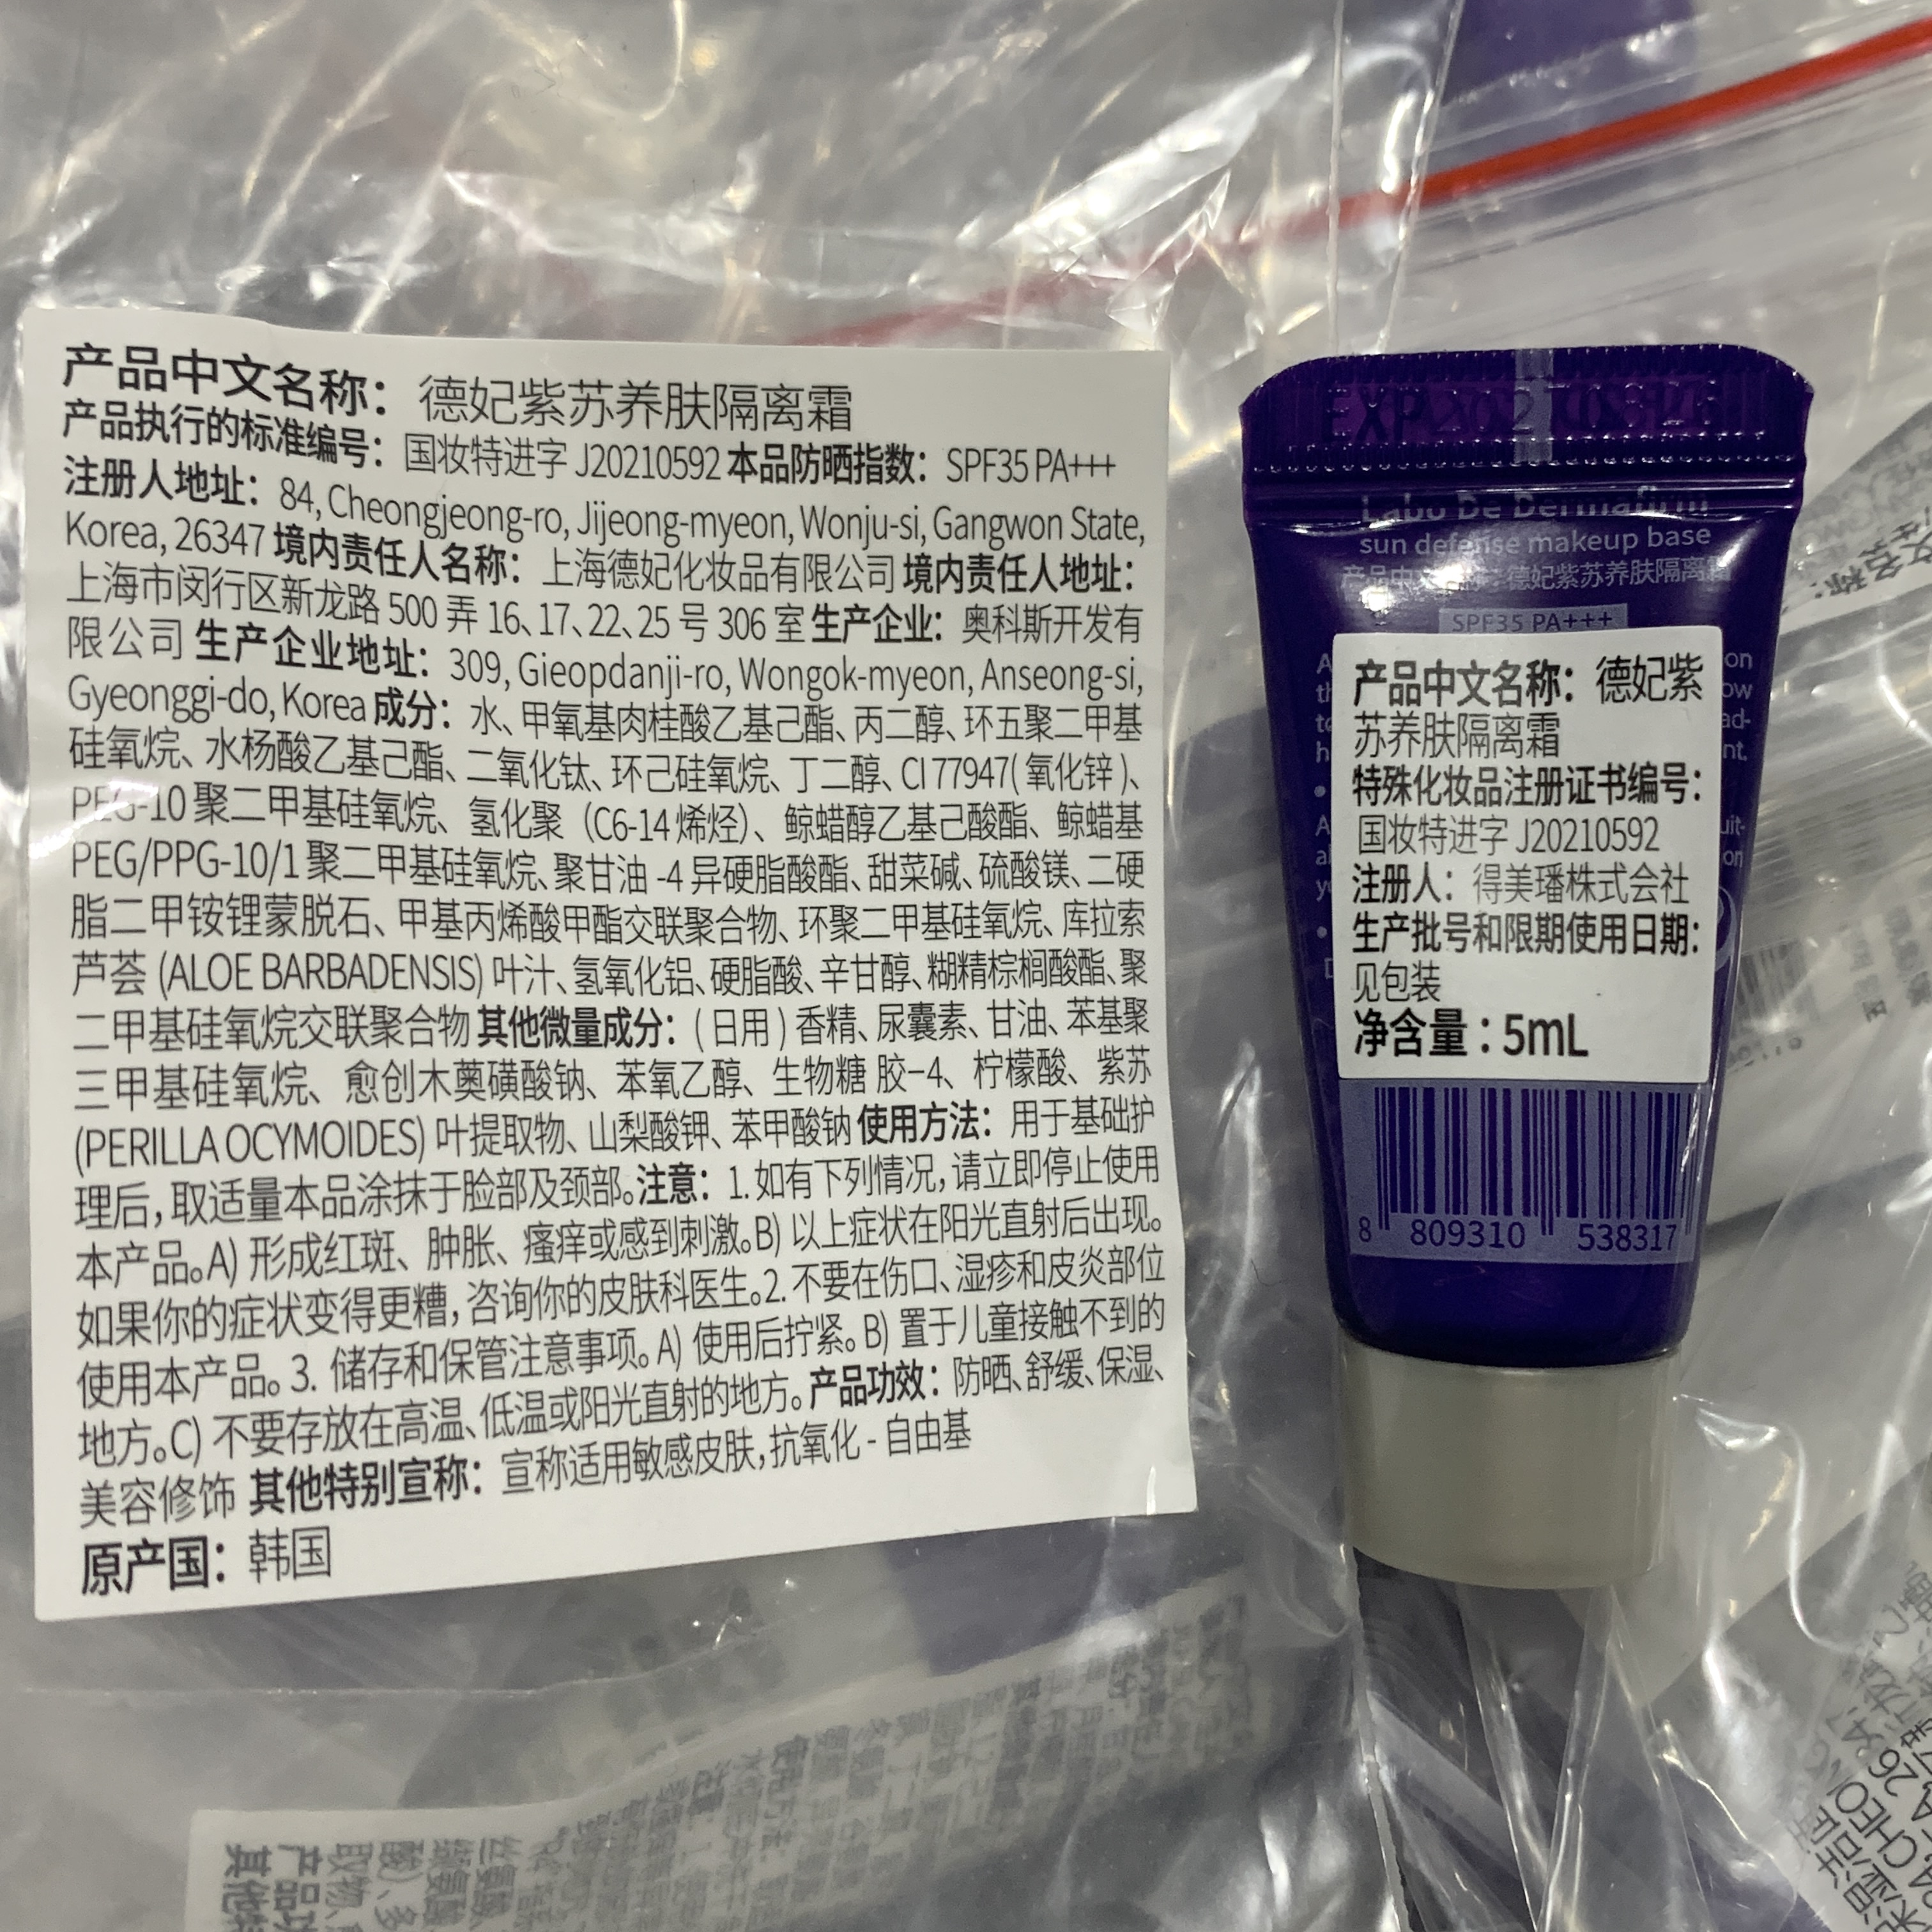 产品中文名称：德妃紫苏养肤隔离霜
产品执行的标准编号：国妆特进字 J20210592 本品防晒指数：SPF35 PA+++
注册人地址：84, Cheongjeong-ro, Jijeong-myeon, Wonju-si, Gangwon State,
Korea, 26347 境内责任人名称：上海德妃化妆品有限公司 境内责任人地址：
上海市闵行区新龙路 500 弄 16、17、22、25 号 306 室 生产企业：奥科斯开发有
限公司 生产企业地址：309, Gieopdanji-ro, Wongok-myeon, Anseong-si,
Gyeonggi-do, Korea 成分：水、甲氧基肉桂酸乙基己酯、丙二醇、环五聚二甲基
硅氧烷、水杨酸乙基己酯、二氧化钛、环己硅氧烷、丁二醇、CI 77947( 氧化锌 )、
PEG-10 聚二甲基硅氧烷、氢化聚（C6-14 烯烃）、鲸蜡醇乙基己酸酯、鲸蜡基
PEG/PPG-10/1 聚二甲基硅氧烷、聚甘油 -4 异硬脂酸酯、甜菜碱、硫酸镁、二硬
脂二甲铵锂蒙脱石、甲基丙烯酸甲酯交联聚合物、环聚二甲基硅氧烷、库拉索
芦荟 (ALOE BARBADENSIS) 叶汁、氢氧化铝、硬脂酸、辛甘醇、糊精棕榈酸酯、聚
二甲基硅氧烷交联聚合物 其他微量成分：( 日用 ) 香精、尿囊素、甘油、苯基聚
三甲基硅氧烷、愈创木薁磺酸钠、苯氧乙醇、生物糖 胶-4、柠檬酸、紫苏
(PERILLA OCYMOIDES) 叶提取物、山梨酸钾、苯甲酸钠 使用方法：用于基础护
理后，取适量本品涂抹于脸部及颈部。注意：1. 如有下列情况，请立即停止使用
本产品。A) 形成红斑、肿胀、瘙痒或感到刺激。B) 以上症状在阳光直射后出现。
如果你的症状变得更糟，咨询你的皮肤科医生。2. 不要在伤口、湿疹和皮炎部位
使用本产品。3. 储存和保管注意事项。A) 使用后拧紧。B) 置于儿童接触不到的
地方。C) 不要存放在高温、低温或阳光直射的地方。产品功效：防晒、舒缓、保湿、
美容修饰 其他特别宣称：宣称适用敏感皮肤，抗氧化 - 自由基
原产国：韩国
Labo De Dermafirm
sun defense makeup base
德妃紫苏养肤隔离霜
SPF35 PA+++
产品中文名称：德妃紫
苏养肤隔离霜
特殊化妆品注册证书编号：
国妆特进字 J20210592
注册人：得美璠株式会社
生产批号和限期使用日期：
见包装
净含量：5mL
8 809310 538317